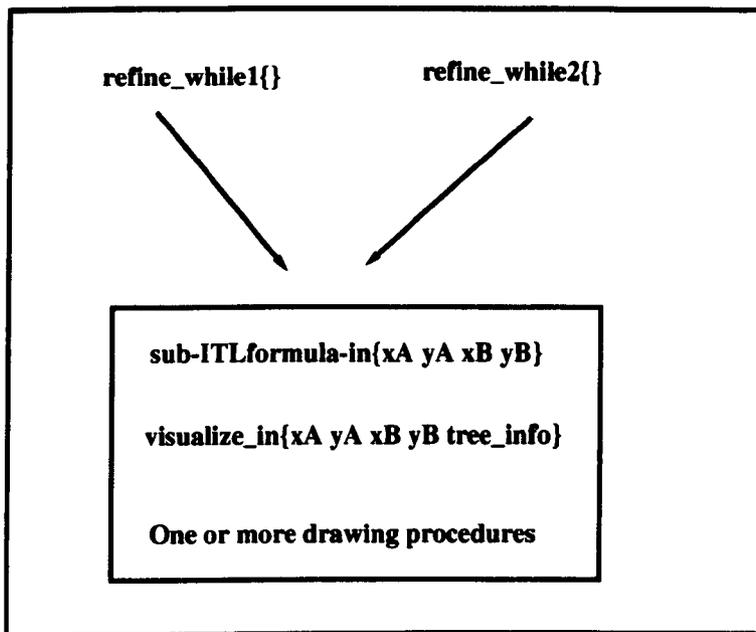 refine_while1{}
refine_while2{}
sub-ITLformula-in{xA yA xB yB}
visualize_in{xA yA xB yB tree_info}
One or more drawing procedures